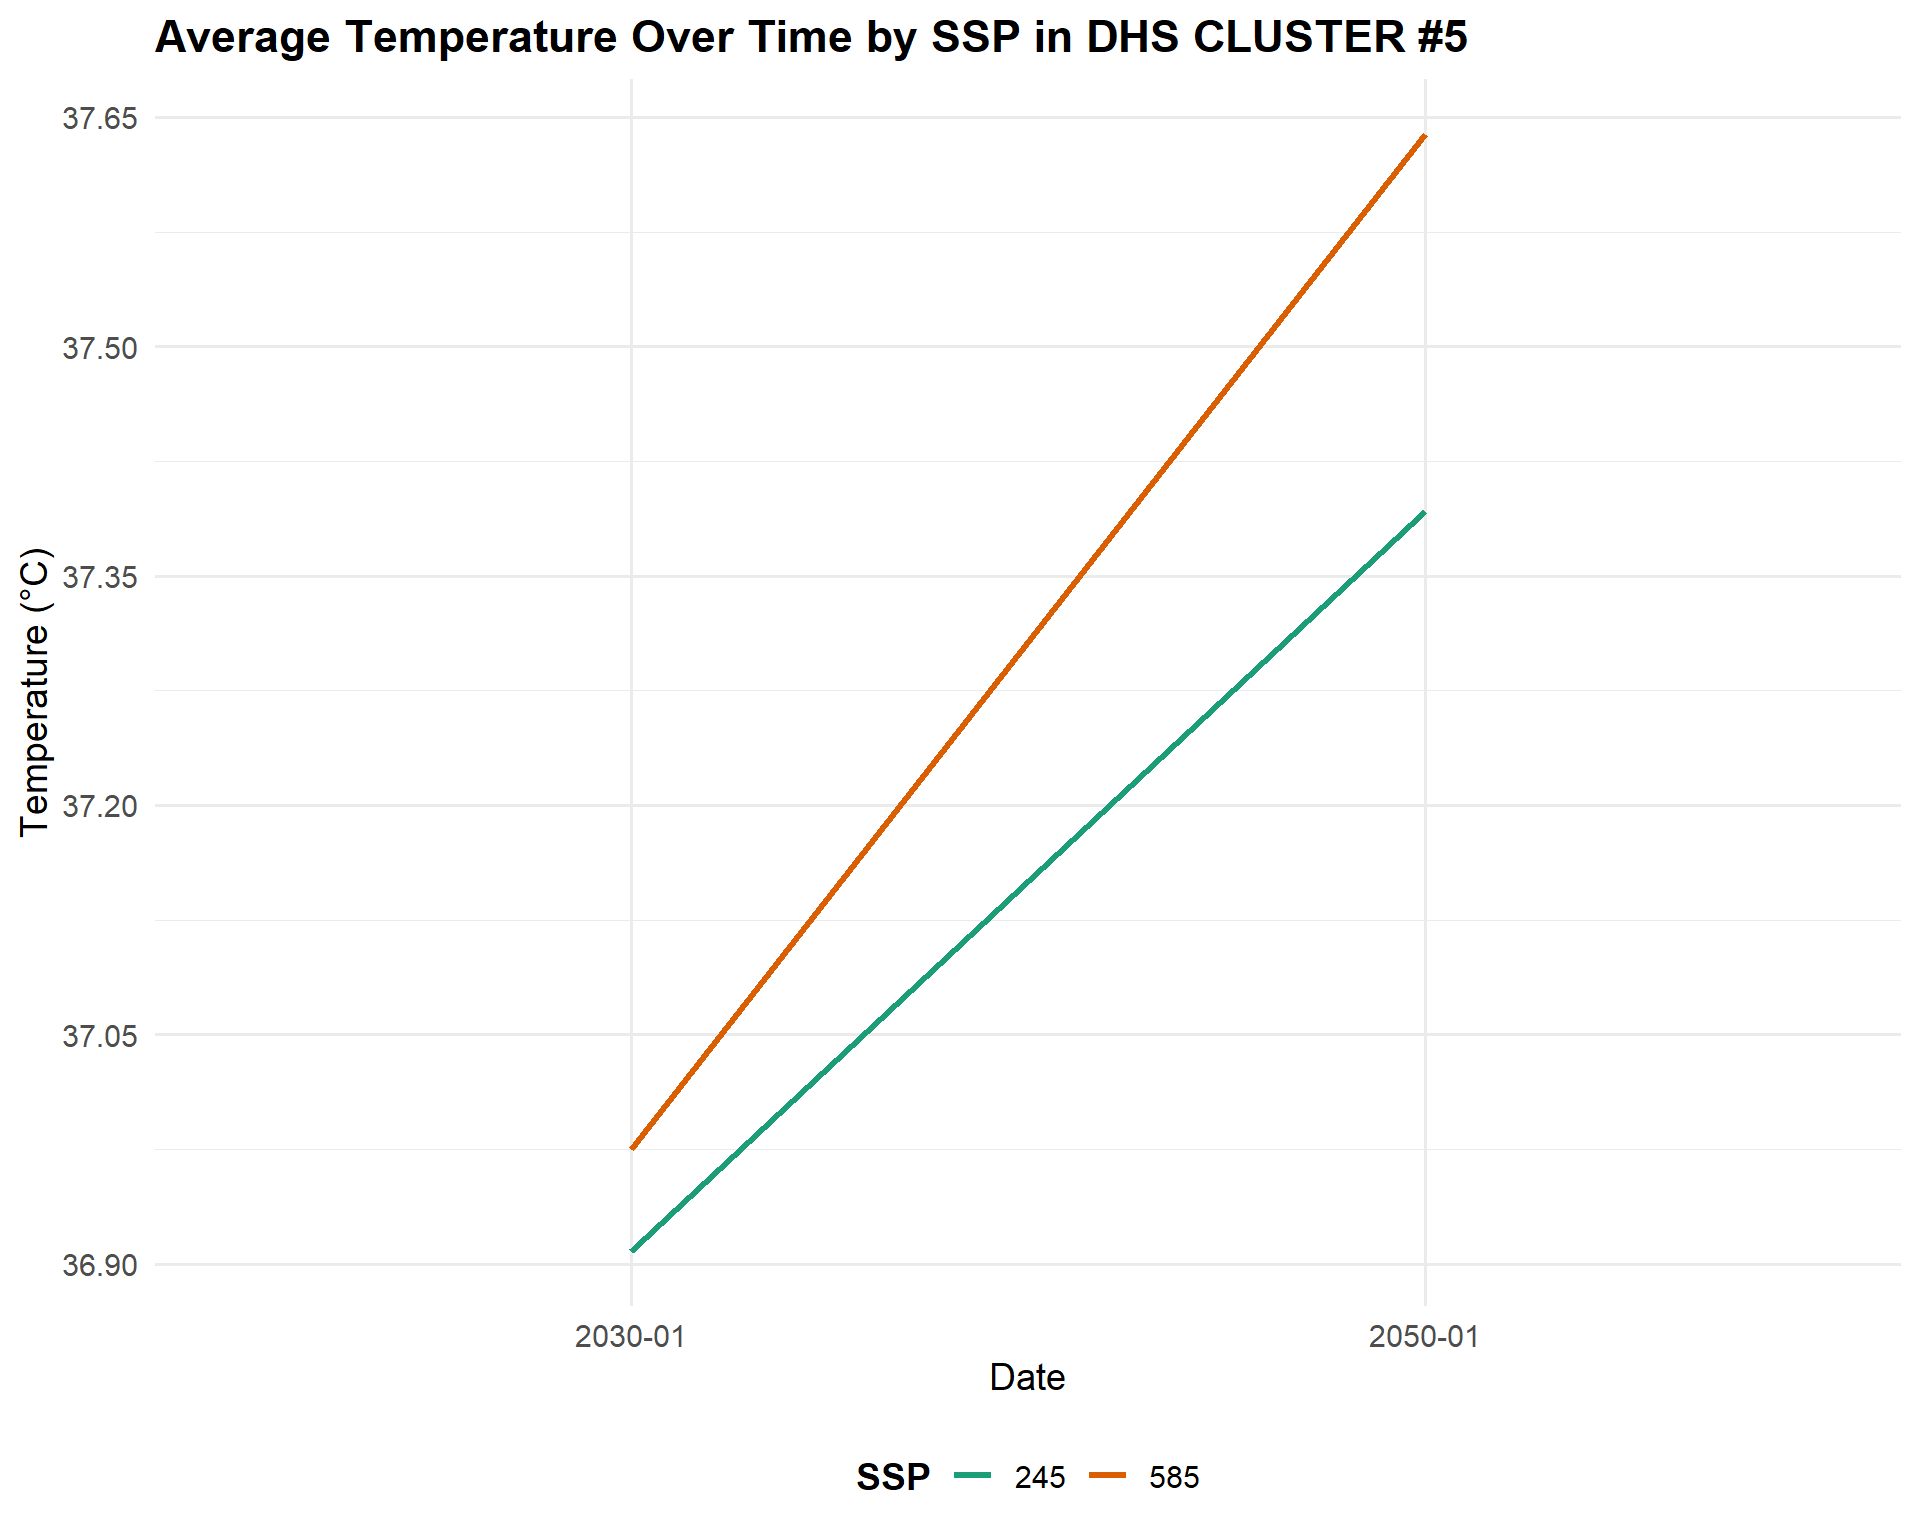 Average Temperature Over Time by SSP in DHS CLUSTER #5
37.65
37.50
37.35
37.20
37.05
36.90
Temperature (°C)
2030-01 2050-01
Date
SSP 245 585